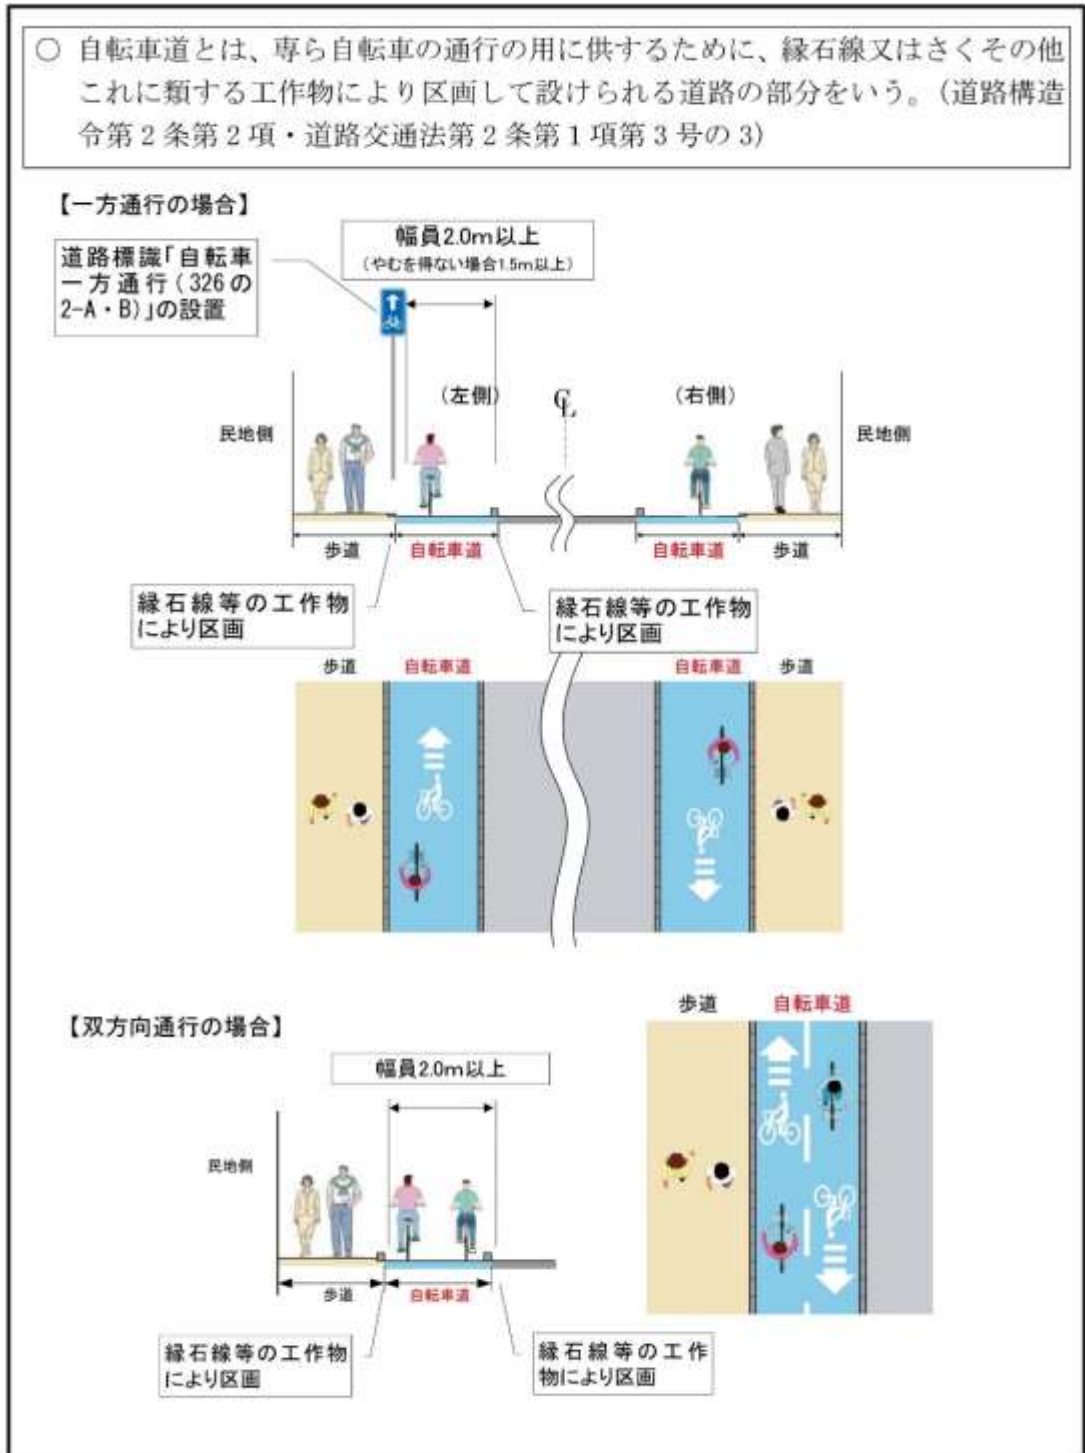 ○ 自転車道とは、専ら自転車の通行の用に供するために、縁石線又はさくその他
これに類する工作物により区画して設けられる道路の部分をいう。(道路構造
令第2条第2項・道路交通法第2条第1項第3号の3)
【一方通行の場合】
道路標識「自転車
一方通行(326の
2-A・B)」の設置
幅員2.0m以上
(やむを得ない場合1.5m以上)
(左側)
℄
(右側)
民地側
民地側
歩道
自転車道
自転車道
歩道
縁石線等の工作物
により区画
縁石線等の工作物
により区画
歩道
自転車道
自転車道
歩道
【双方向通行の場合】
幅員2.0m以上
民地側
歩道
自転車道
縁石線等の工作物
により区画
縁石線等の工作
物により区画
歩道
自転車道